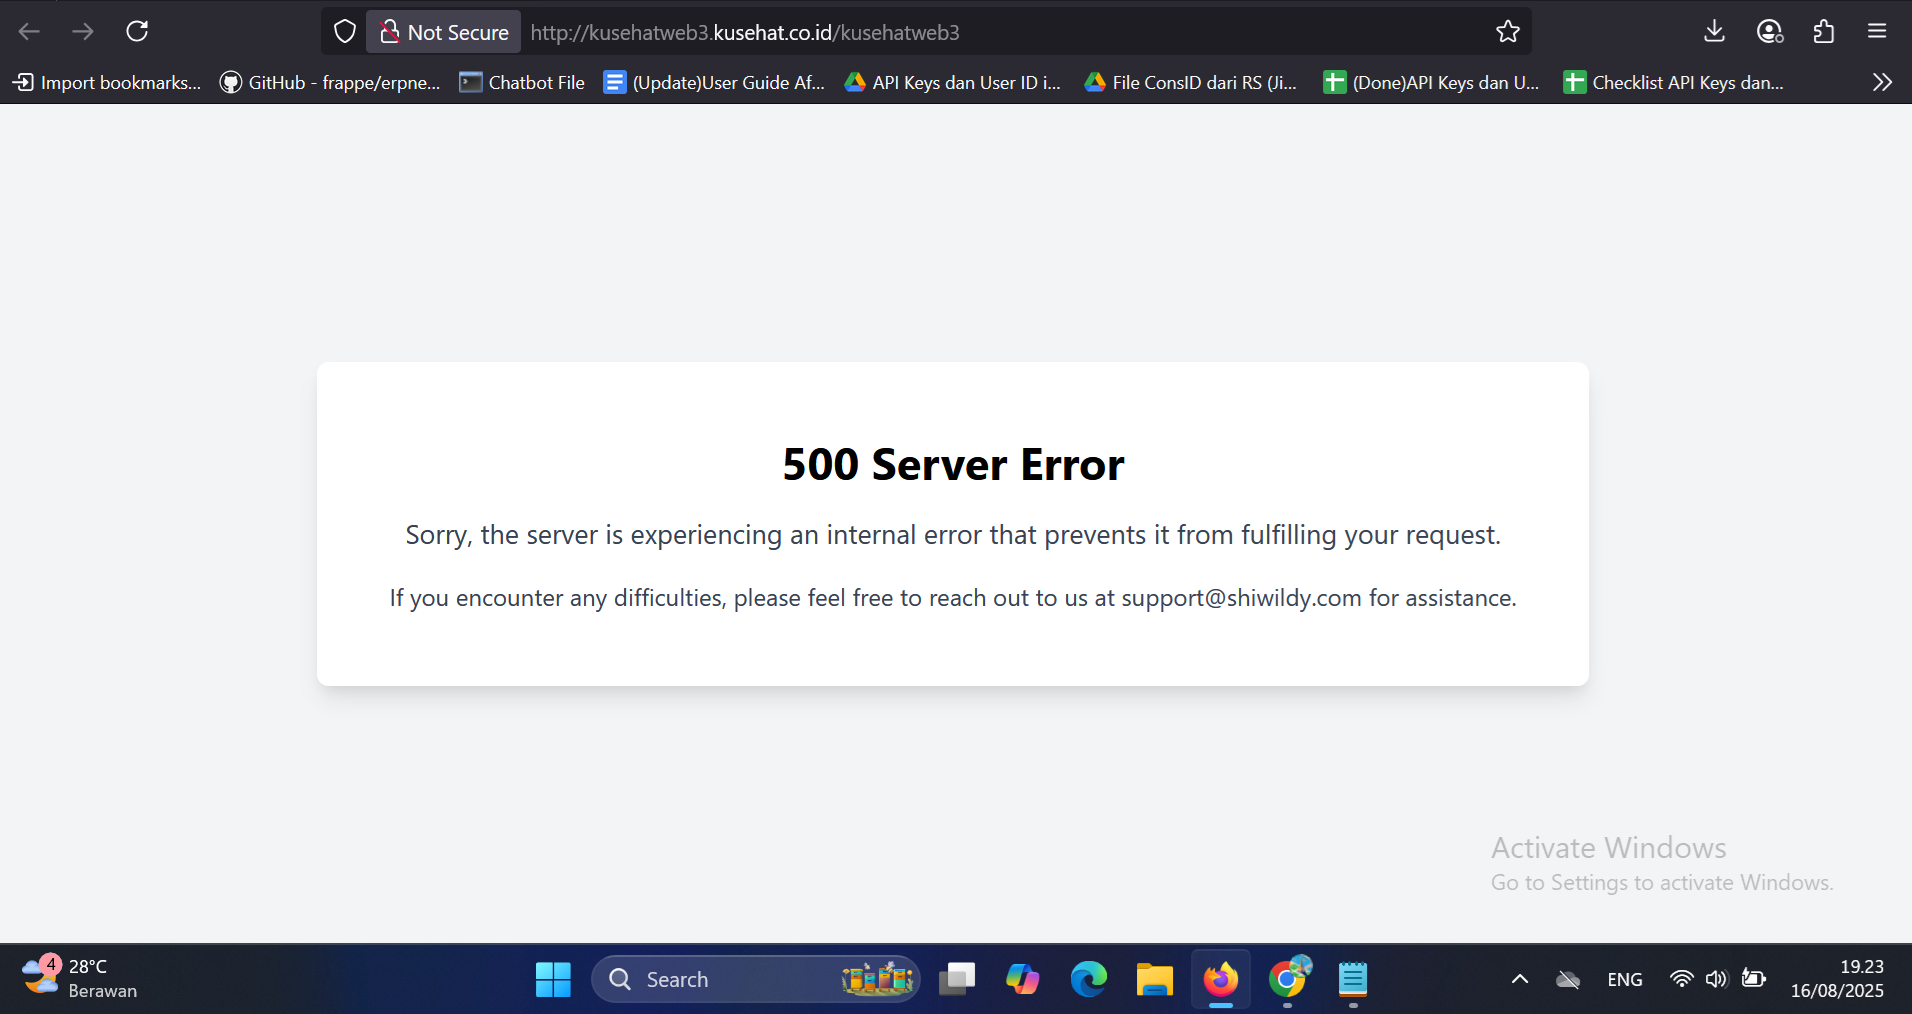 Not Secure http://kusehatweb3.kusehat.co.id/kusehatweb3
Import bookmarks... GitHub - frappe/erpne... Chatbot File (Update)User Guide Af... API Keys dan User ID i... File ConsID dari RS (Ji... (Done)API Keys dan U... Checklist API Keys dan...
500 Server Error
Sorry, the server is experiencing an internal error that prevents it from fulfilling your request.
If you encounter any difficulties, please feel free to reach out to us at support@shiwildy.com for assistance.
Activate Windows
Go to Settings to activate Windows.
4
28°C
Berawan
Search
ENG
19.23
16/08/2025